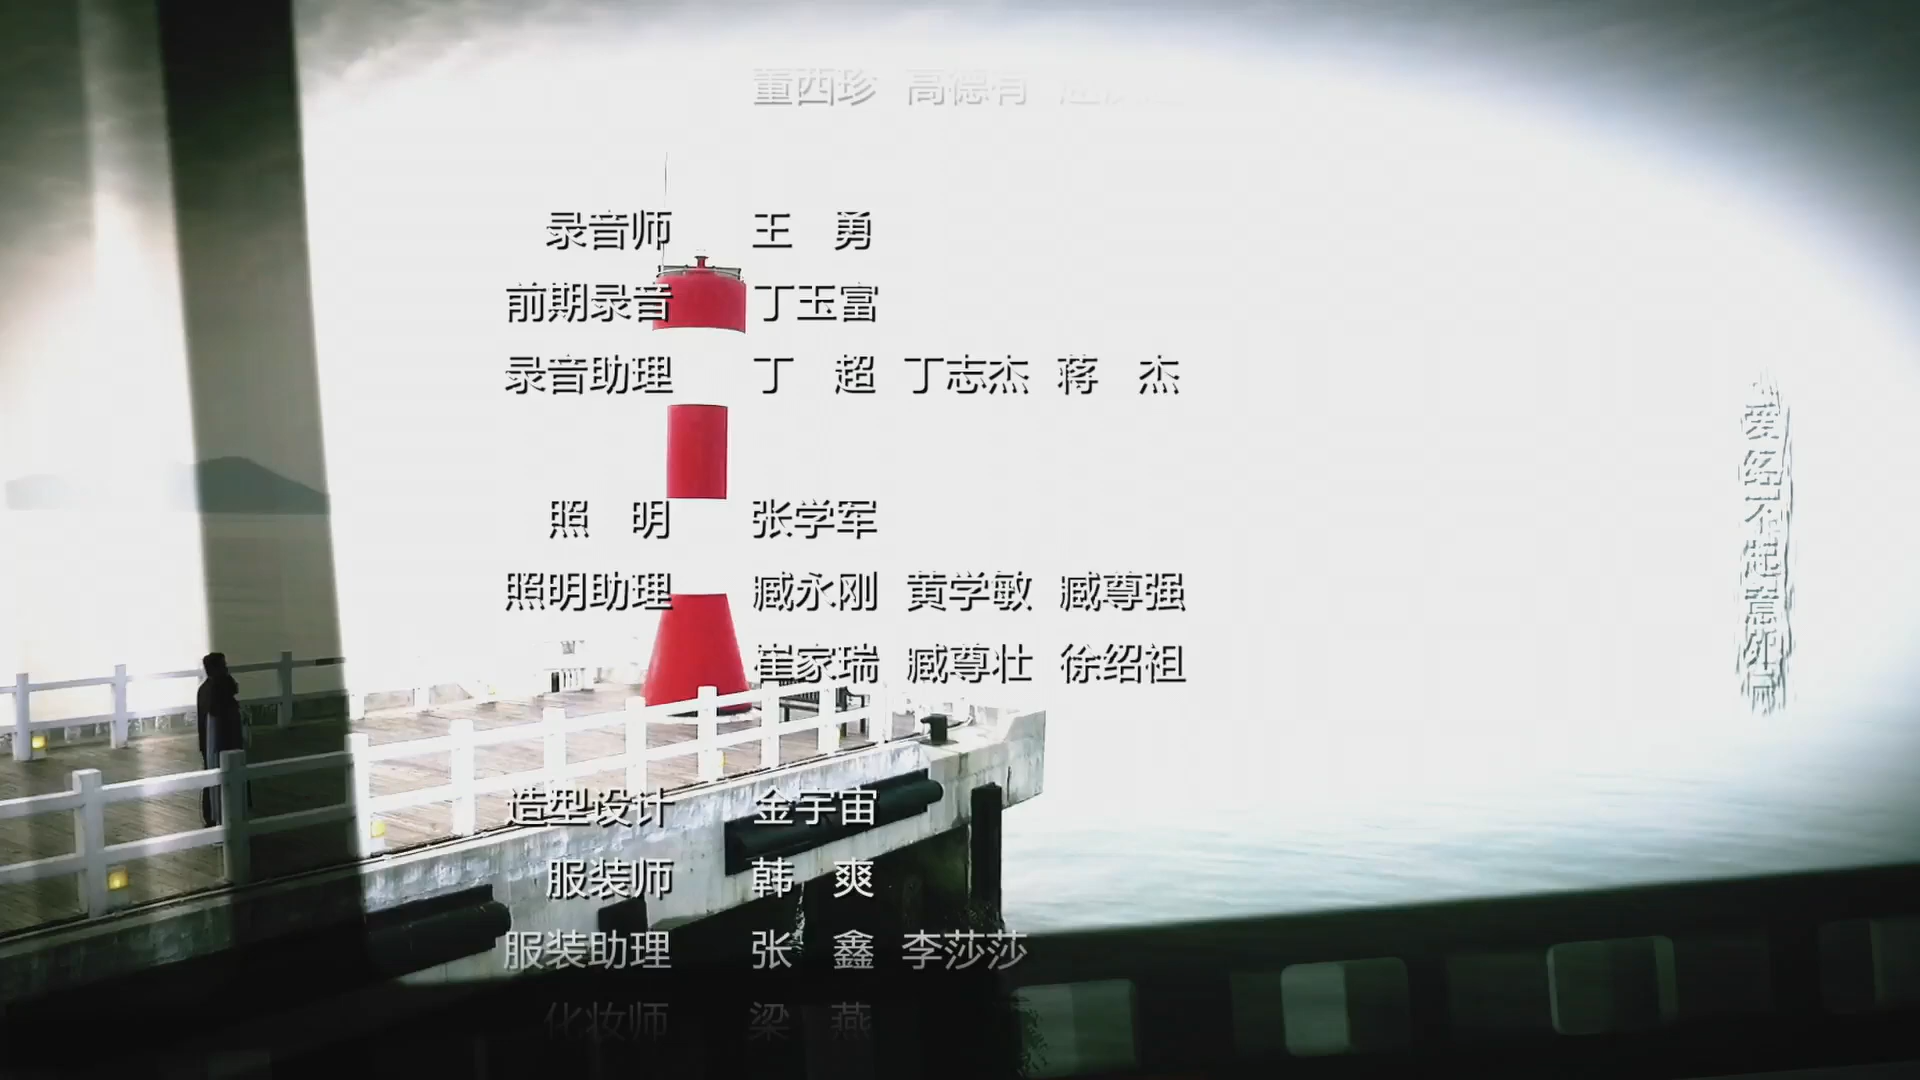 董西珍 高德有
录音师 王 勇
前期录音 丁玉富
录音助理 丁 超 丁志杰 蒋 杰
照 明 张学军
照明助理 臧永刚 黄学敏 臧尊强
崔家瑞 臧尊壮 徐绍祖
造型设计 金宇宙
服装师 韩 爽
服装助理 张 鑫 李莎莎
化妆师 梁 燕